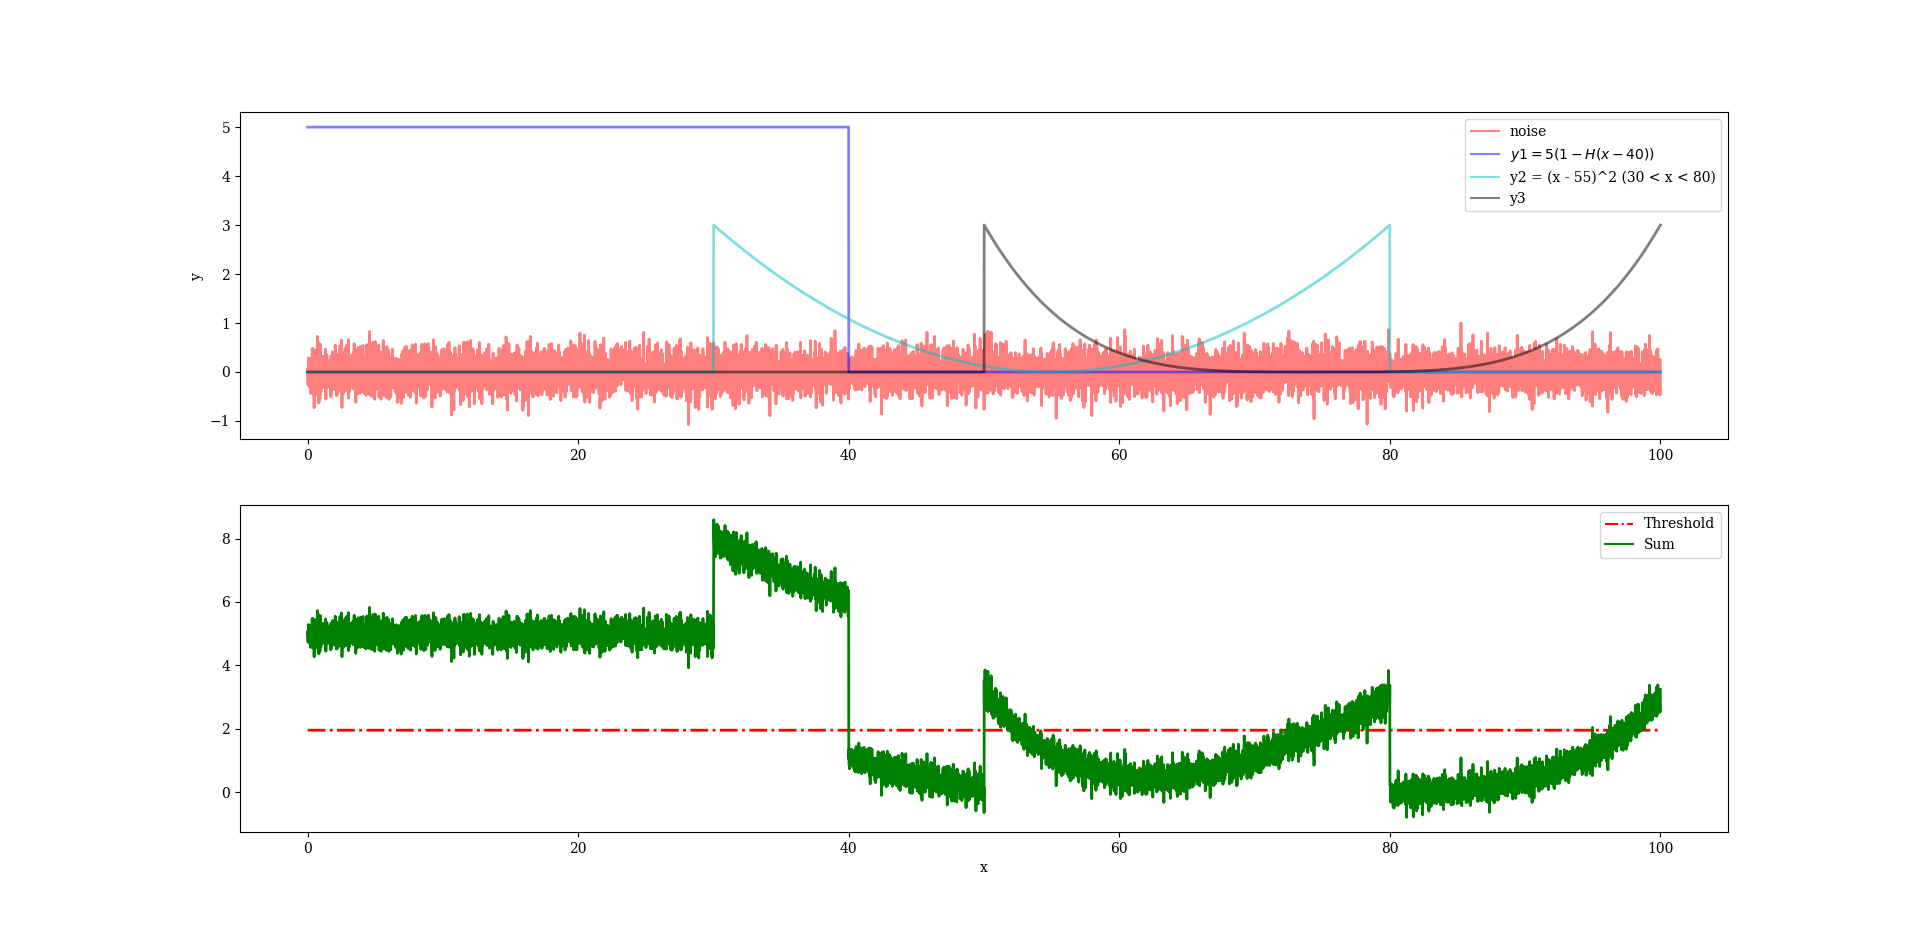 noise
y1 = 5(1 − H(x − 40))
y2 = (x - 55)^2 (30 < x < 80)
y3
5
4
3
2
1
0
−1
y
0 20 40 60 80 100
Threshold
Sum
8
6
4
2
0
0 20 40 60 80 100
x